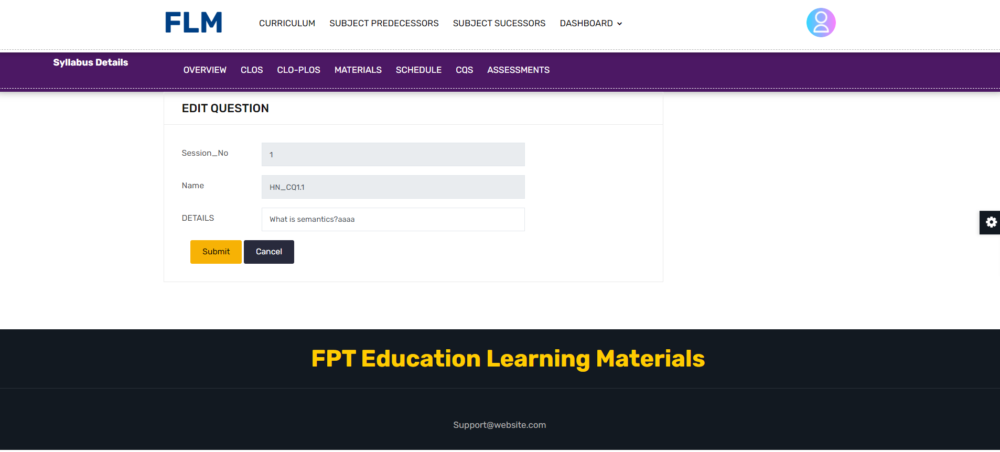 FLM
CURRICULUM SUBJECT PREDECESSORS SUBJECT SUCESSORS DASHBOARD
Syllabus Details
OVERVIEW CLOS CLO-PLOS MATERIALS SCHEDULE CQS ASSESSMENTS
EDIT QUESTION
Session_No 1
Name HN_CQ1.1
DETAILS What is semantics?aaaa
Submit Cancel
FPT Education Learning Materials
Support@website.com